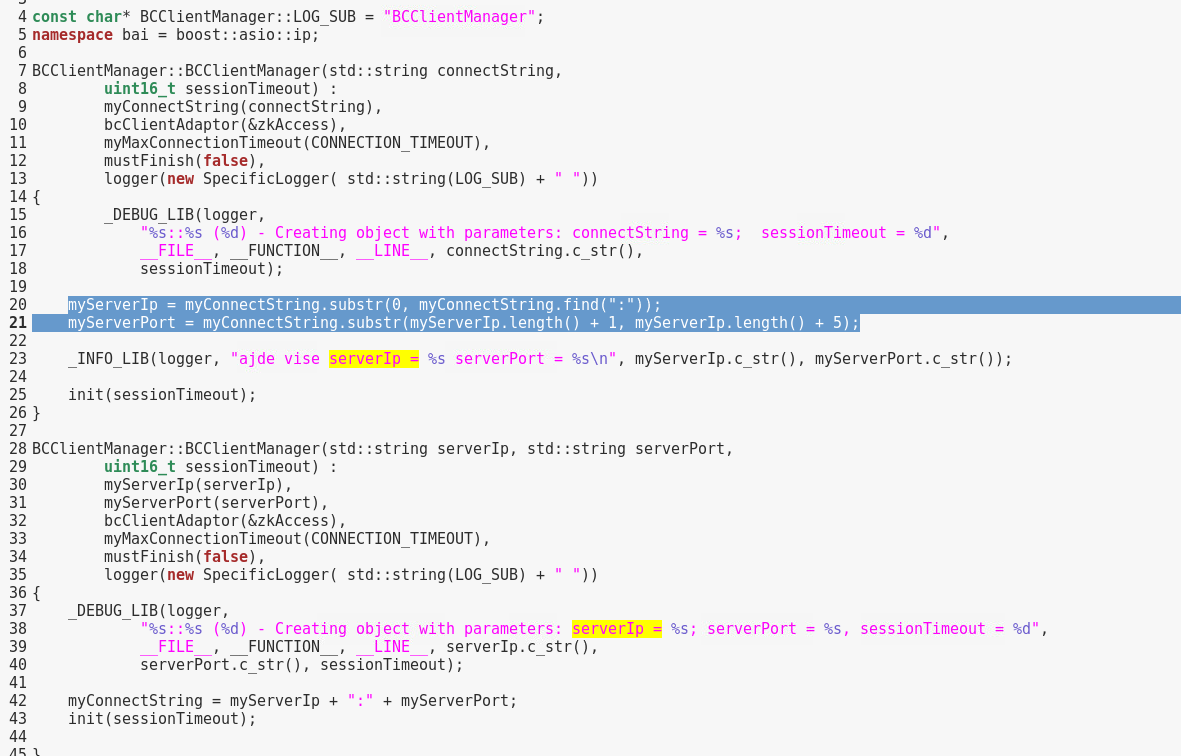 4 const char* BCClientManager::LOG_SUB = "BCClientManager";
5 namespace bai = boost::asio::ip;
6
7 BCClientManager::BCClientManager(std::string connectString,
8         uint16_t sessionTimeout) :
9         myConnectString(connectString),
10         bcClientAdaptor(&zkAccess),
11         myMaxConnectionTimeout(CONNECTION_TIMEOUT),
12         mustFinish(false),
13         logger(new SpecificLogger( std::string(LOG_SUB) + " "))
14 {
15         _DEBUG_LIB(logger,
16             "%s::%s (%d) - Creating object with parameters: connectString = %s;  sessionTimeout = %d",
17             __FILE__, __FUNCTION__, __LINE__, connectString.c_str(),
18             sessionTimeout);
19
20     myServerIp = myConnectString.substr(0, myConnectString.find(":"));
21     myServerPort = myConnectString.substr(myServerIp.length() + 1, myServerIp.length() + 5);
22
23     _INFO_LIB(logger, "ajde vise serverIp = %s serverPort = %s\n", myServerIp.c_str(), myServerPort.c_str());
24
25     init(sessionTimeout);
26 }
27
28 BCClientManager::BCClientManager(std::string serverIp, std::string serverPort,
29         uint16_t sessionTimeout) :
30         myServerIp(serverIp),
31         myServerPort(serverPort),
32         bcClientAdaptor(&zkAccess),
33         myMaxConnectionTimeout(CONNECTION_TIMEOUT),
34         mustFinish(false),
35         logger(new SpecificLogger( std::string(LOG_SUB) + " "))
36 {
37     _DEBUG_LIB(logger,
38             "%s::%s (%d) - Creating object with parameters: serverIp = %s; serverPort = %s, sessionTimeout = %d",
39             __FILE__, __FUNCTION__, __LINE__, serverIp.c_str(),
40             serverPort.c_str(), sessionTimeout);
41
42     myConnectString = myServerIp + ":" + myServerPort;
43     init(sessionTimeout);
44
45 }